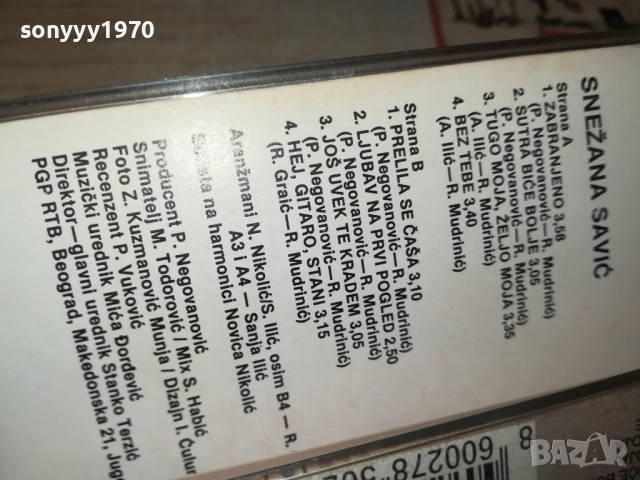 sonyyy1970
SNEŽANA SAVIĆ
Strana A
1. ZABRANJENO 3,58
(P. Negovanović—R. Mudrinić)
2. SUTRA BIĆE BOLJE 3,05
(P. Negovanović—R. Mudrinić)
3. TUGO MOJA, ŽELJO MOJA 3,35
(A. Ilić—R. Mudrinić)
4. BEZ TEBE 3,40
(A. Ilić—R. Mudrinić)
Strana B
1. PRELILA SE ČAŠA 3,10
(P. Negovanović—R. Mudrinić)
2. LJUBAV NA PRVI POGLED 2,50
(P. Negovanović—R. Mudrinić)
3. JOŠ UVEK TE KRADEM 3,05
(P. Negovanović—R. Mudrinić)
4. HEJ, GITARO, STANI 3,15
(R. Graić—R. Mudrinić)
Aranžmani N. Nikolić/S. Ilić, osim B4 — R.
A3 i A4 — Sanja Ilić
na harmonici Novica Nikolić
Producent P. Negovanović
Snimatelj M. Todorović / Mix S. Habić
Foto Z. Kuzmanović Munja / Dizajn I. Ćulum
Recenzent P. Vuković
Muzički urednik Mića Đorđević
Direktor — glavni urednik Stanko Terzić
PGP RTB, Beograd, Makedonska 21, Jugo
8
600278
bazar